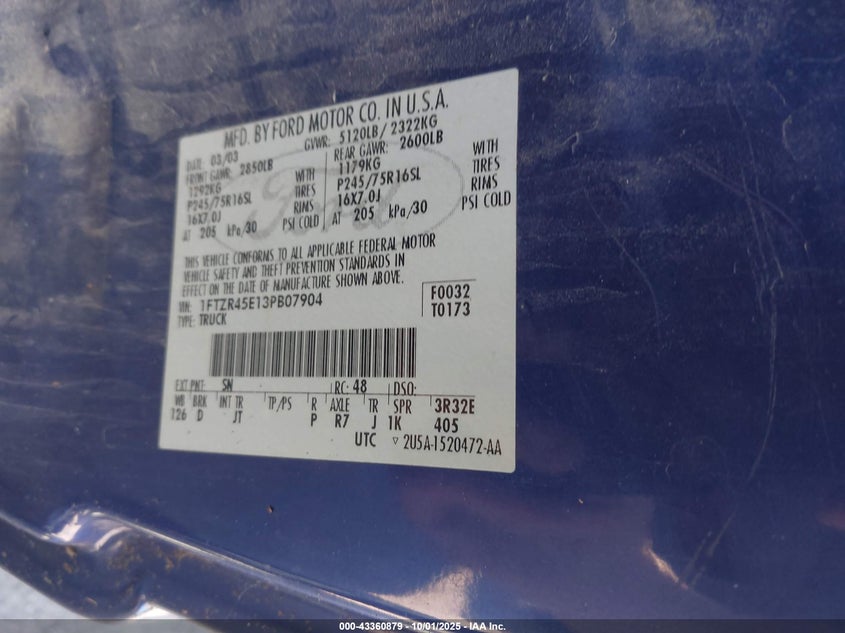 MFD. BY FORD MOTOR CO. IN U.S.A.
DATE: 03/03 GVWR: 5120LB/ 2322KG
FRONT GAWR: 2850LB REAR GAWR: 2600LB
1292KG WITH 1179KG WITH
P245/75R16SL TIRES P245/75R16SL TIRES
16X7.0J RIMS 16X7.0J RIMS
AT 205 kPa/30 PSI COLD AT 205 kPa/30 PSI COLD
THIS VEHICLE CONFORMS TO ALL APPLICABLE FEDERAL MOTOR
VEHICLE SAFETY AND THEFT PREVENTION STANDARDS IN
EFFECT ON THE DATE OF MANUFACTURE SHOWN ABOVE.
VIN: 1FTZR45E13PB07904 F0032
TYPE: TRUCK T0173
Ford
EXT PNT: SN RC: 48 DSO:
WB BRK INT TR TP/PS R AXLE TR SPR 3R32E
126 D JT P R7 J 1K 405
UTC ▽ 2U5A-1520472-AA
000-43360879 - 10/01/2025 - IAA Inc.